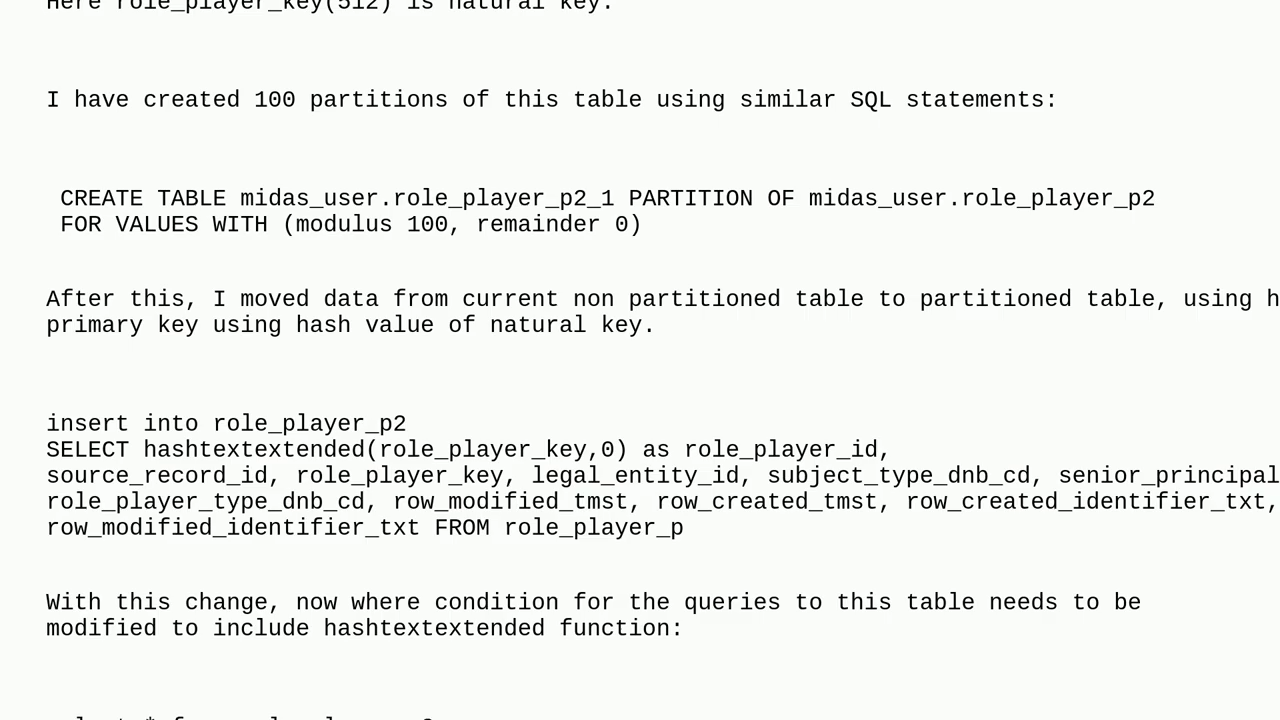 Here role_player_key(512) is natural key.
I have created 100 partitions of this table using similar SQL statements:
CREATE TABLE midas_user.role_player_p2_1 PARTITION OF midas_user.role_player_p2
FOR VALUES WITH (modulus 100, remainder 0)
After this, I moved data from current non partitioned table to partitioned table, using h
primary key using hash value of natural key.
insert into role_player_p2
SELECT hashtextextended(role_player_key,0) as role_player_id,
source_record_id, role_player_key, legal_entity_id, subject_type_dnb_cd, senior_principal
role_player_type_dnb_cd, row_modified_tmst, row_created_tmst, row_created_identifier_txt,
row_modified_identifier_txt FROM role_player_p
With this change, now where condition for the queries to this table needs to be
modified to include hashtextextended function: